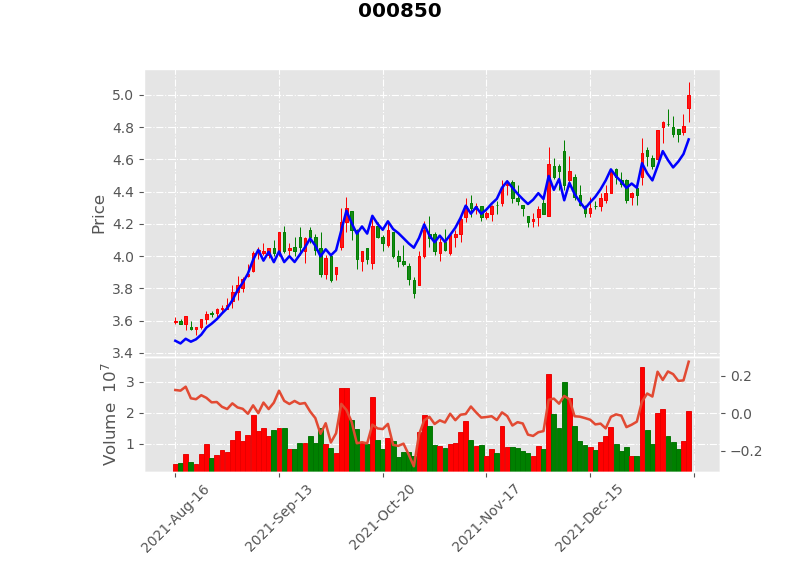 000850
Price
5.0
4.8
4.6
4.4
4.2
4.0
3.8
3.6
3.4
Volume 10^7
3
2
1
0.2
0.0
−0.2
2021-Aug-16
2021-Sep-13
2021-Oct-20
2021-Nov-17
2021-Dec-15